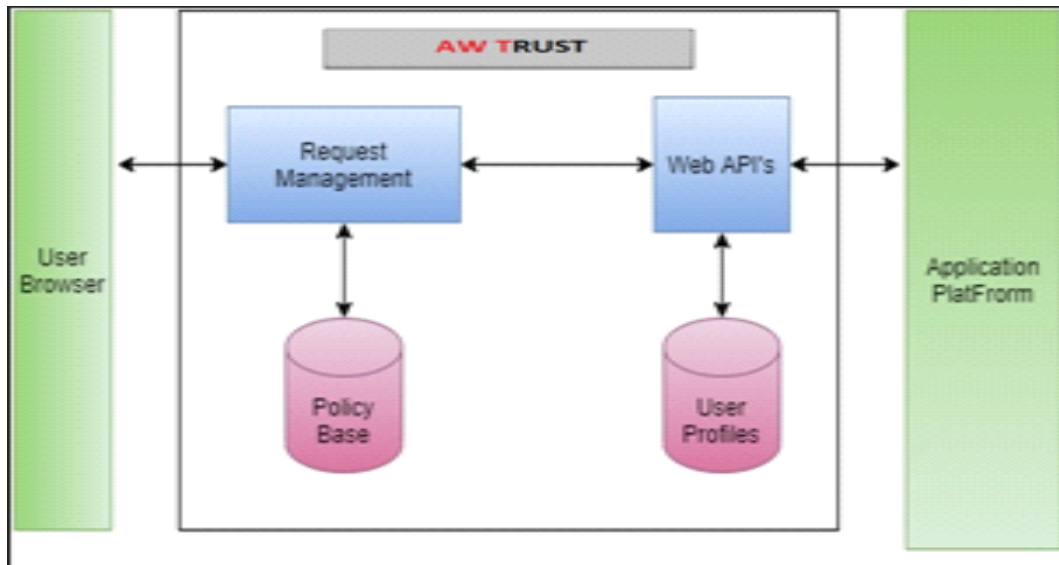 AW TRUST
Request
Management
Web API's
User
Browser
Application
PlatFrorm
Policy
Base
User
Profiles